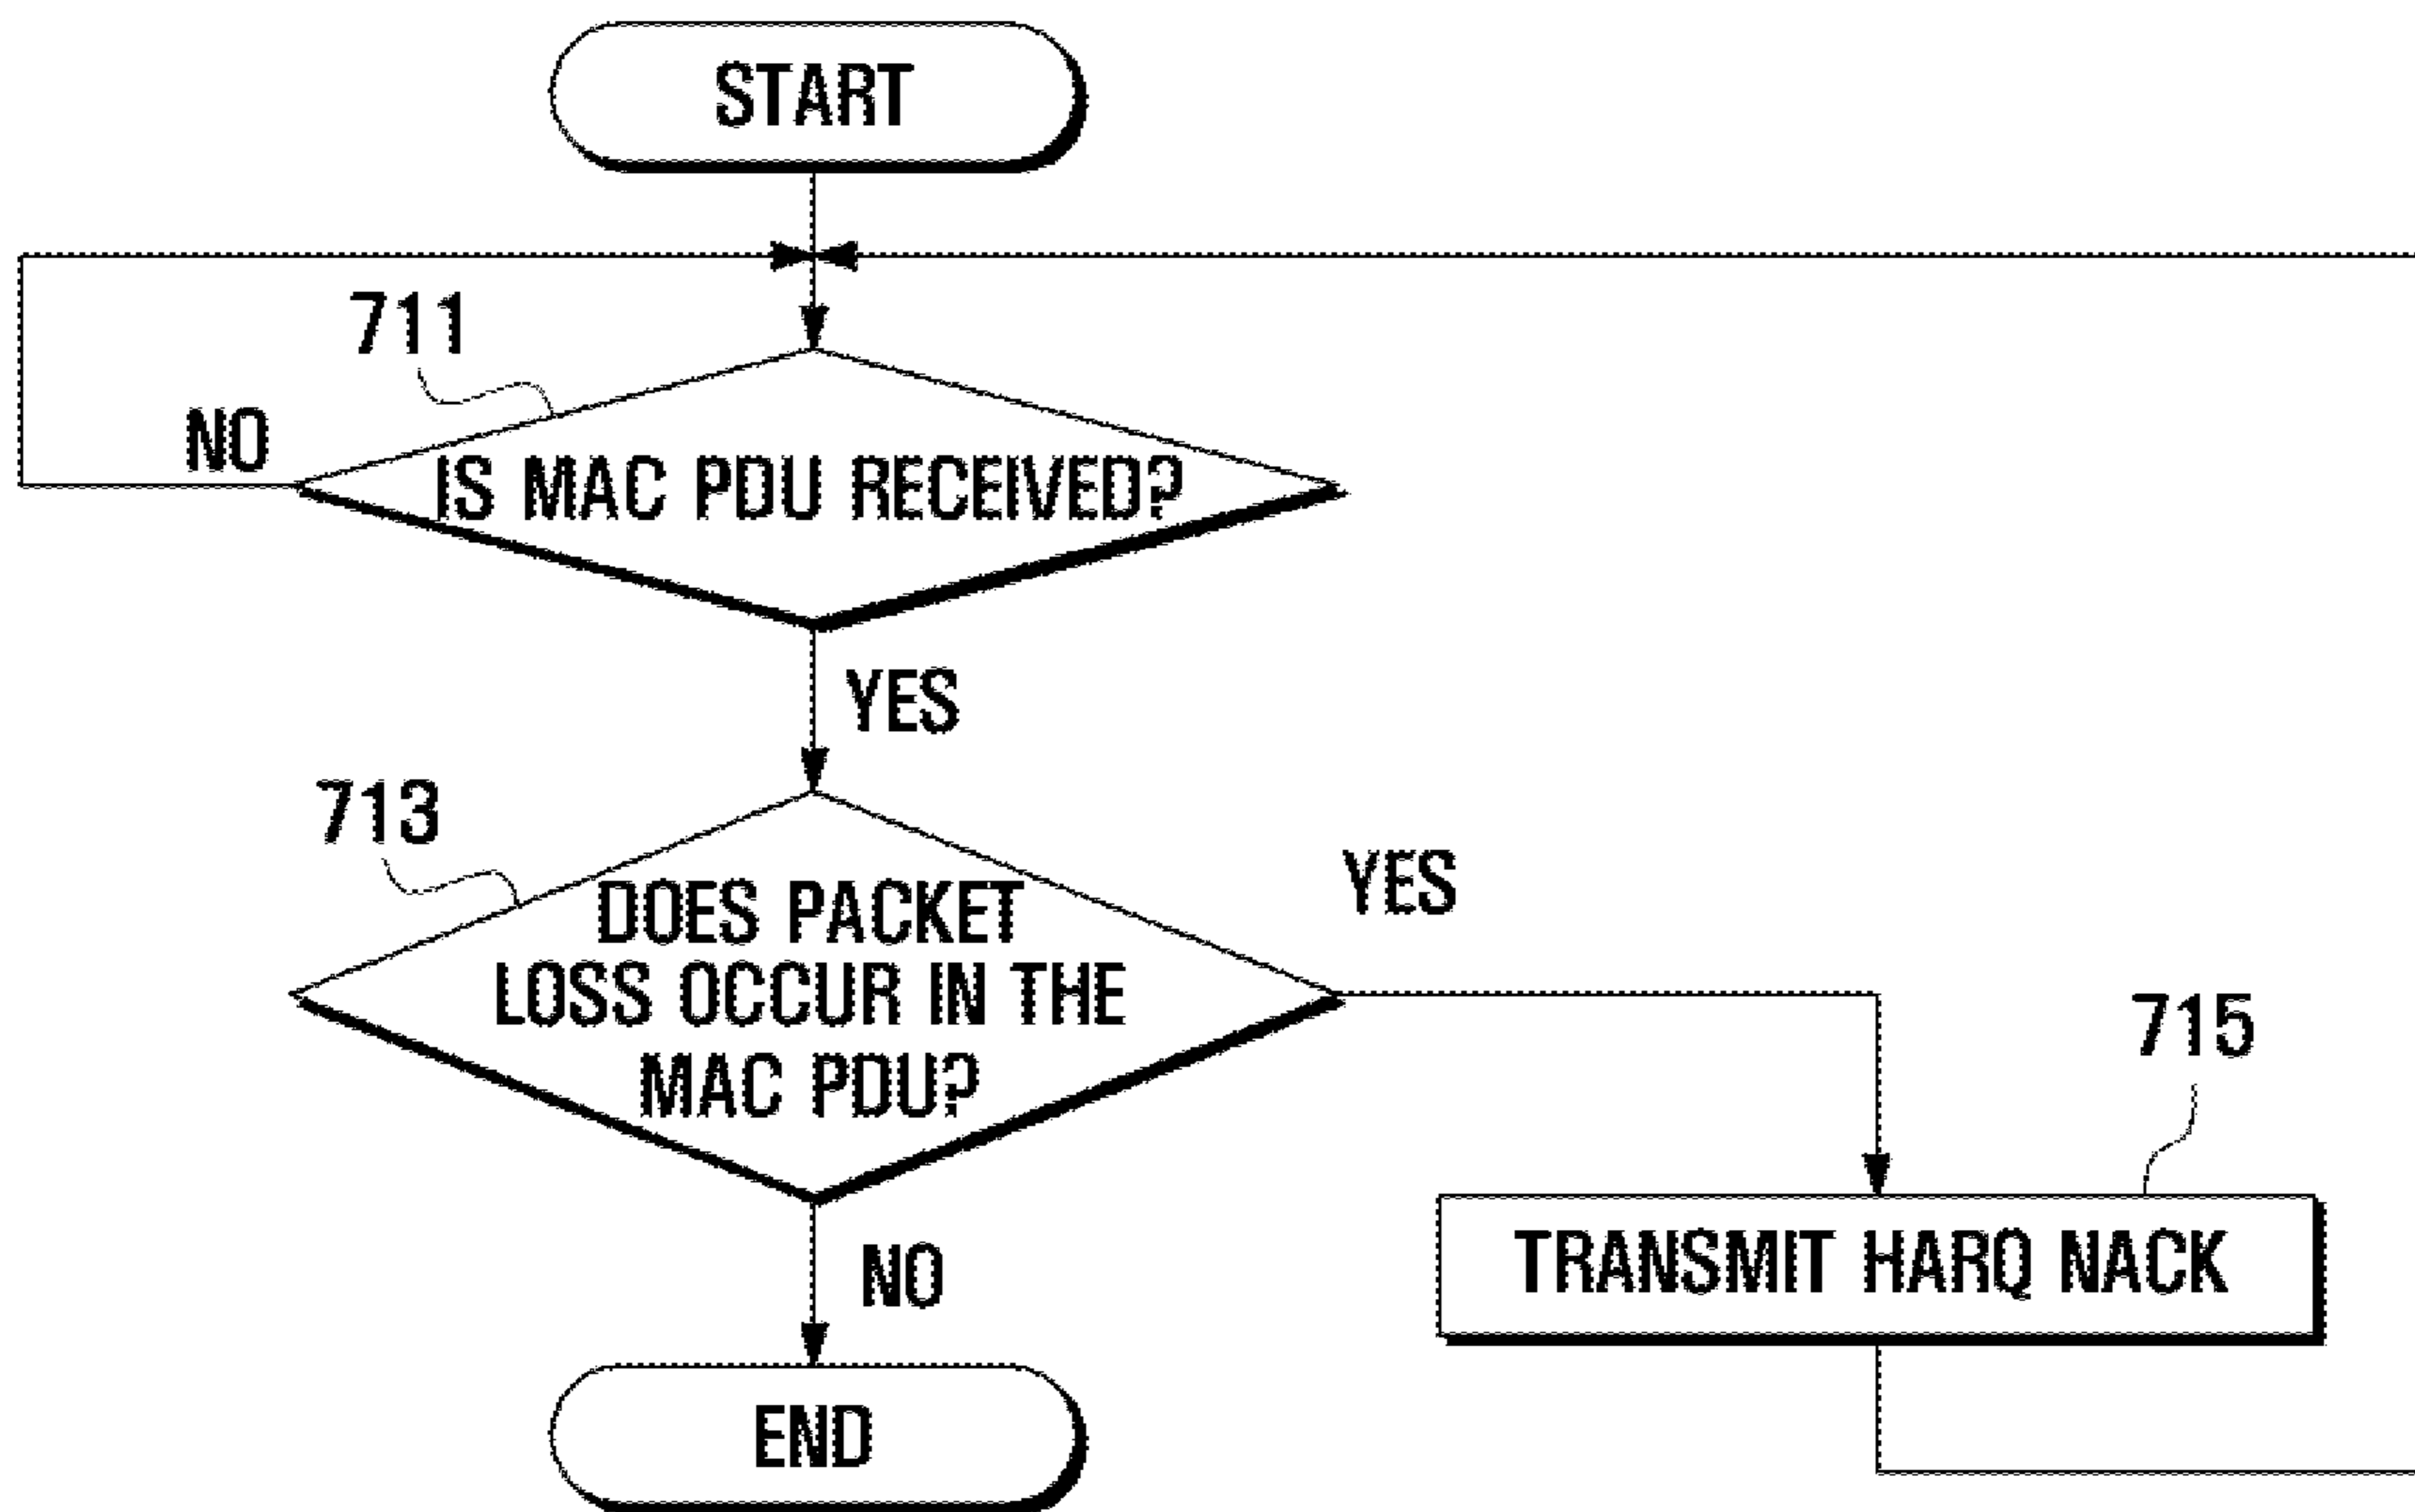 START
711
NO
IS MAC PDU RECEIVED?
YES
713
DOES PACKET
LOSS OCCUR IN THE
MAC PDU?
YES
715
TRANSMIT HARQ NACK
NO
END